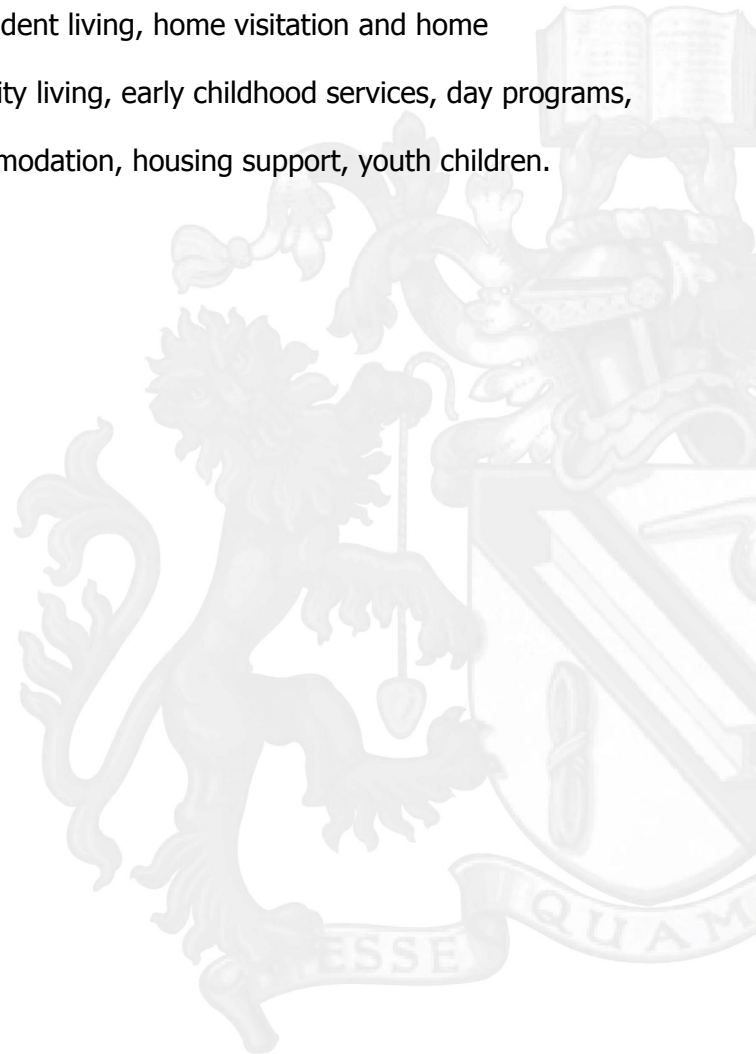 dent living, home visitation and home
ity living, early childhood services, day programs,
modation, housing support, youth children.
ESSE QUAM